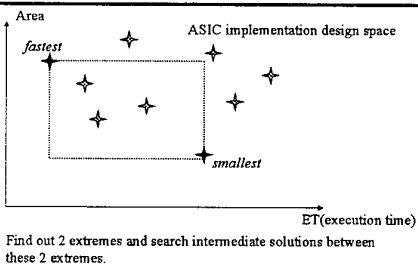 Area
ASIC implementation design space
fastest
smallest
ET(execution time)
Find out 2 extremes and search intermediate solutions between
these 2 extremes.